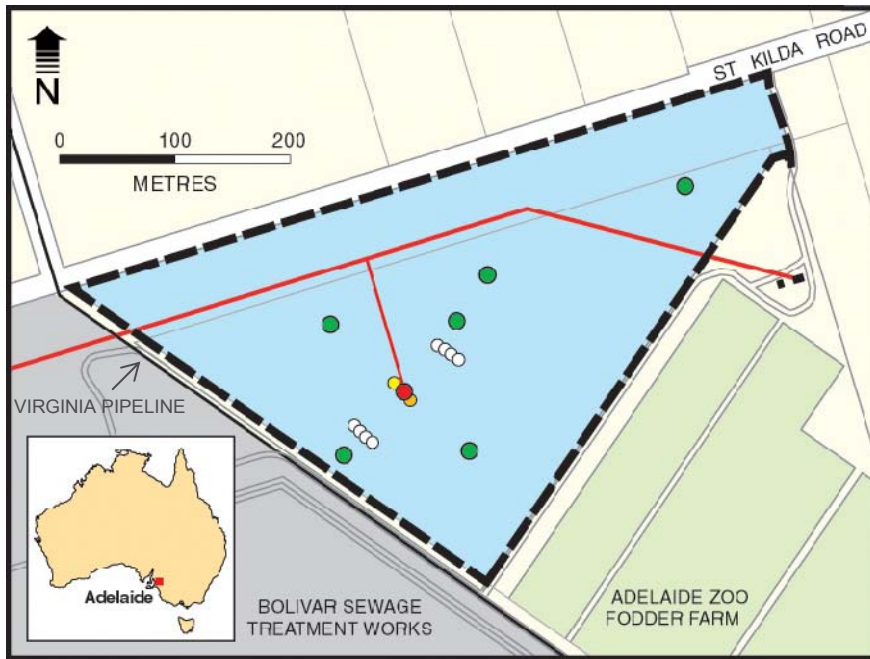 ST KILDA ROAD
N
0 100 200
METRES
VIRGINIA PIPELINE
Adelaide
BOLIVAR SEWAGE
TREATMENT WORKS
ADELAIDE ZOO
FODDER FARM